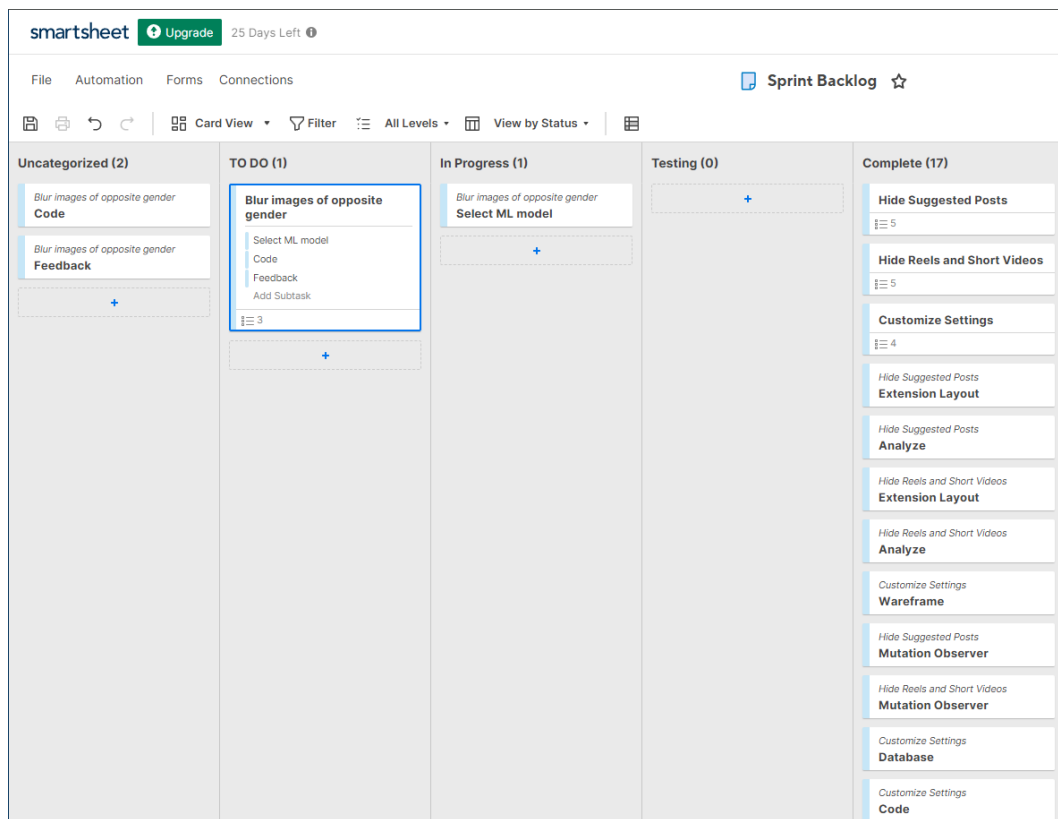 smartsheet Upgrade 25 Days Left
File Automation Forms Connections Sprint Backlog
Card View Filter All Levels View by Status
Uncategorized (2)
Blur images of opposite gender
Code
Blur images of opposite gender
Feedback
+
TO DO (1)
Blur images of opposite
gender
Select ML model
Code
Feedback
Add Subtask
3
+
In Progress (1)
Blur images of opposite gender
Select ML model
+
Testing (0)
+
Complete (17)
Hide Suggested Posts
5
Hide Reels and Short Videos
5
Customize Settings
4
Hide Suggested Posts
Extension Layout
Hide Suggested Posts
Analyze
Hide Reels and Short Videos
Extension Layout
Hide Reels and Short Videos
Analyze
Customize Settings
Wareframe
Hide Suggested Posts
Mutation Observer
Hide Reels and Short Videos
Mutation Observer
Customize Settings
Database
Customize Settings
Code